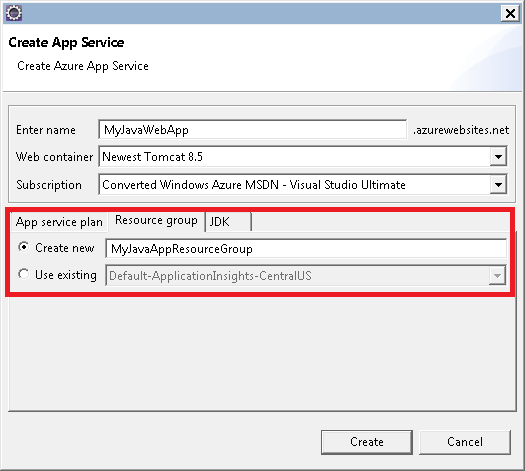 Create App Service
Create Azure App Service
Enter name MyJavaWebApp .azurewebsites.net
Web container Newest Tomcat 8.5
Subscription Converted Windows Azure MSDN - Visual Studio Ultimate
App service plan Resource group JDK
Create new MyJavaAppResourceGroup
Use existing Default-ApplicationInsights-CentralUS
Create Cancel